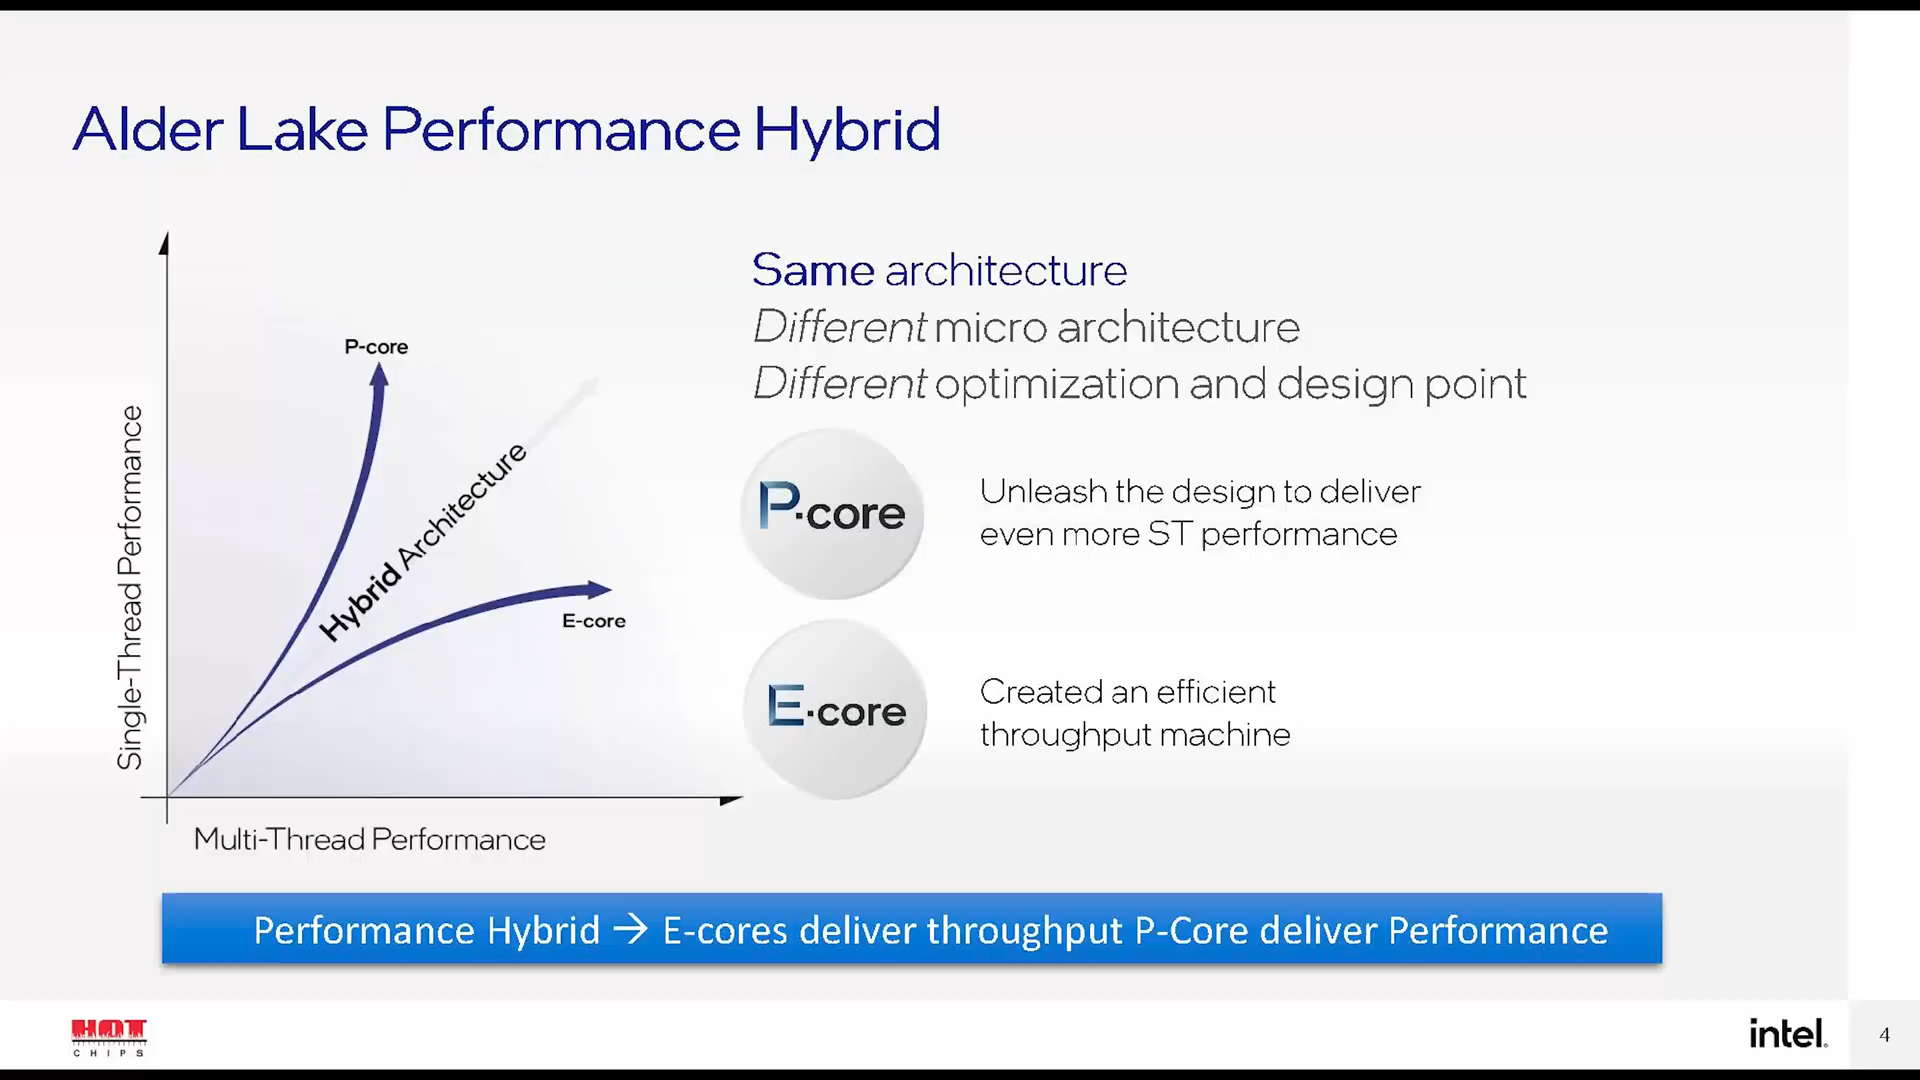 Alder Lake Performance Hybrid
Single-Thread Performance
P-core
Hybrid Architecture
E-core
Multi-Thread Performance
Same architecture
Different micro architecture
Different optimization and design point
P-core
Unleash the design to deliver
even more ST performance
E-core
Created an efficient
throughput machine
Performance Hybrid → E-cores deliver throughput P-Core deliver Performance
HOT
CHIPS
intel.
4